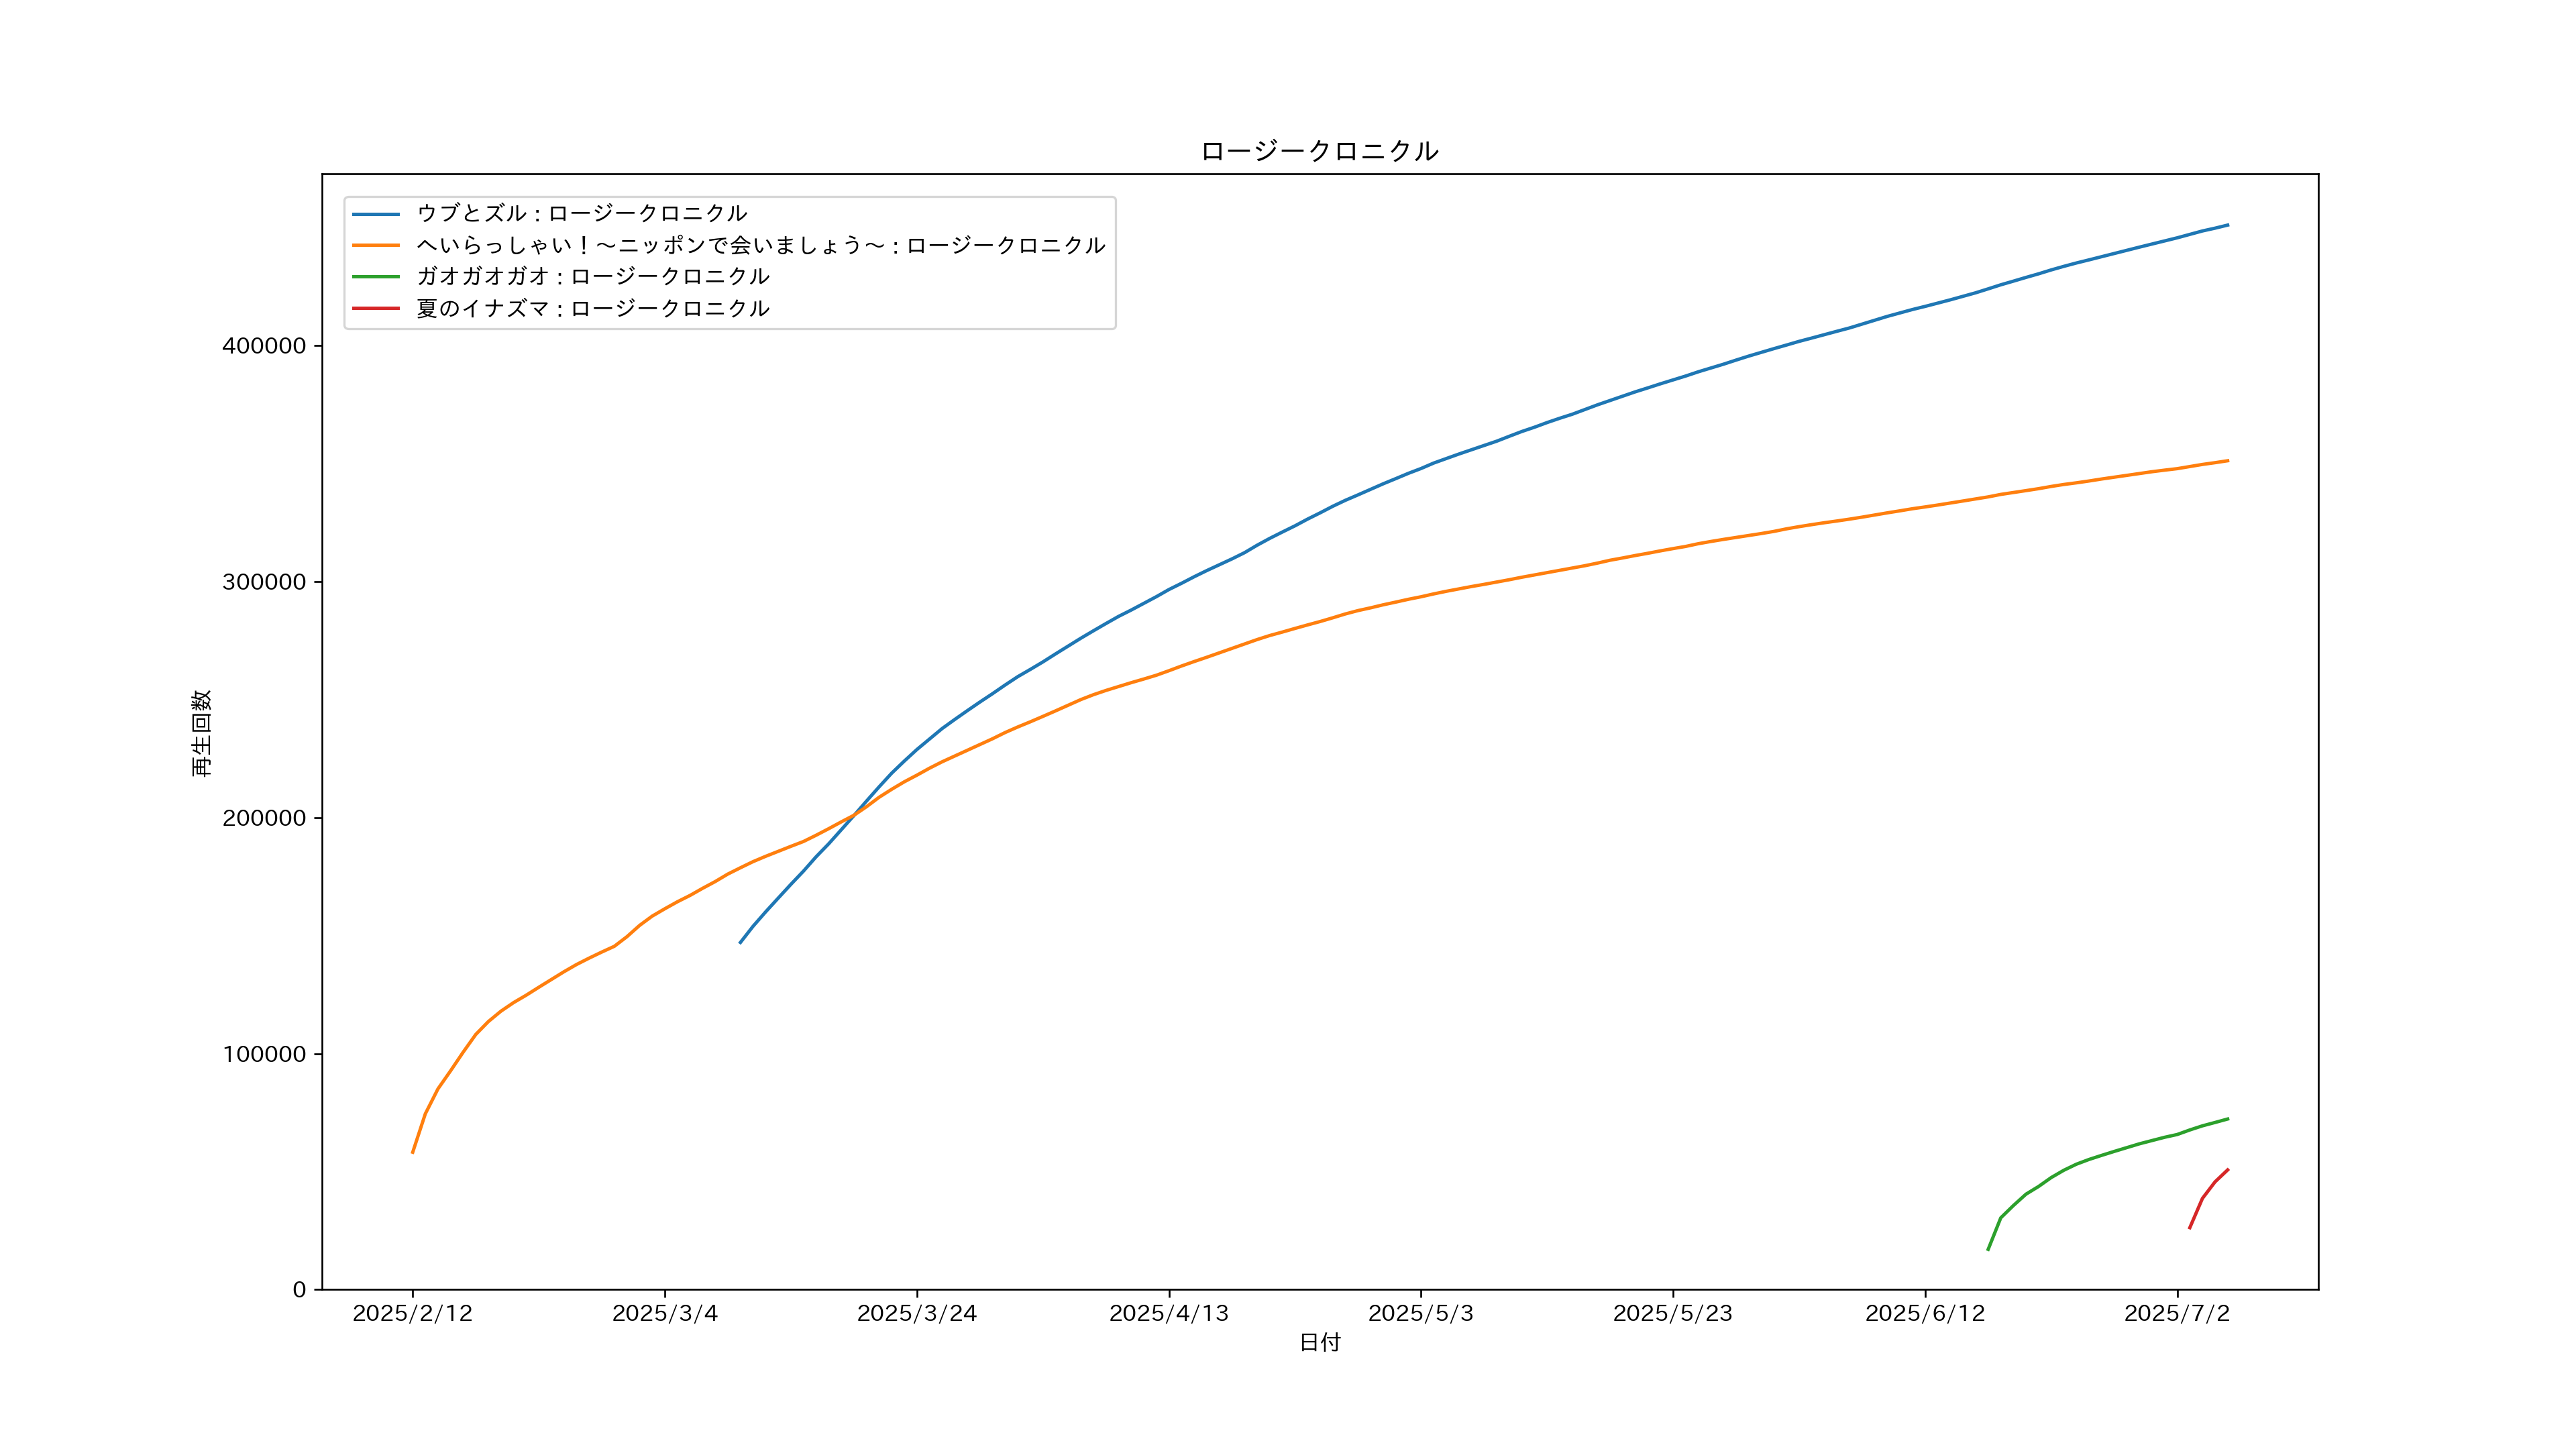 ロージークロニクル
ウブとズル : ロージークロニクル
へいらっしゃい！～ニッポンで会いましょう～ : ロージークロニクル
ガオガオガオ : ロージークロニクル
夏のイナズマ : ロージークロニクル
400000
300000
200000
100000
0
再生回数
2025/2/12 2025/3/4 2025/3/24 2025/4/13 2025/5/3 2025/5/23 2025/6/12 2025/7/2
日付